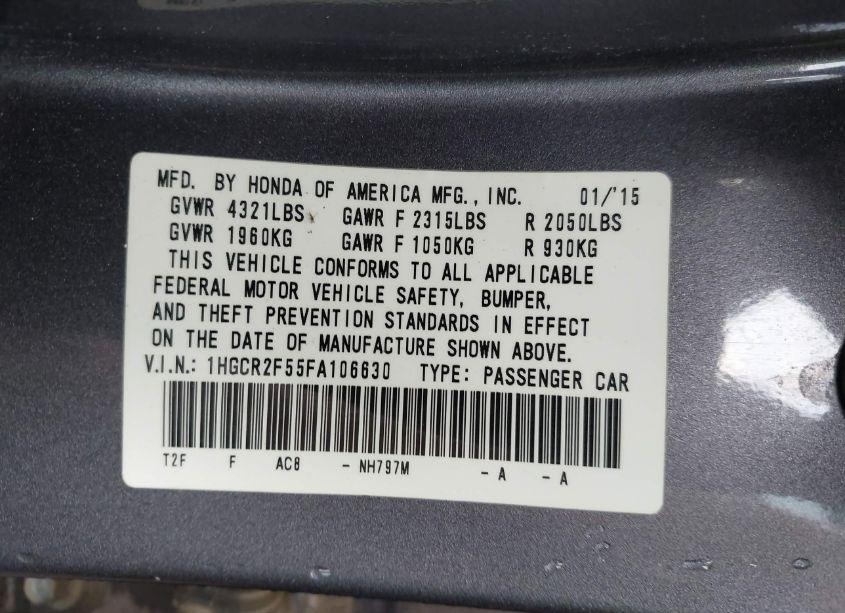 MFD. BY HONDA OF AMERICA MFG., INC. 01/'15
GVWR 4321LBS GAWR F 2315LBS R 2050LBS
GVWR 1960KG GAWR F 1050KG R 930KG
THIS VEHICLE CONFORMS TO ALL APPLICABLE
FEDERAL MOTOR VEHICLE SAFETY, BUMPER,
AND THEFT PREVENTION STANDARDS IN EFFECT
ON THE DATE OF MANUFACTURE SHOWN ABOVE.
V.I.N.: 1HGCR2F55FA106630 TYPE: PASSENGER CAR
T2F F AC8 - NH797M - A - A